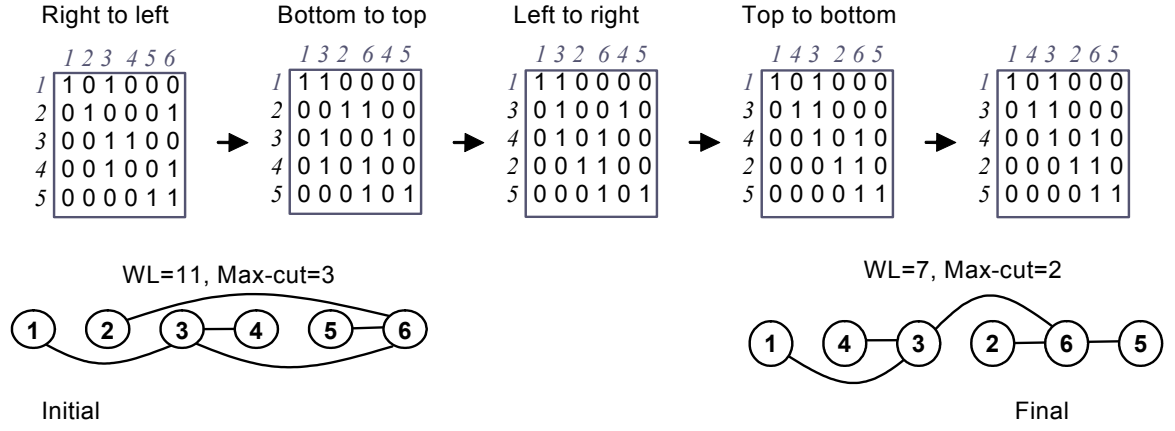 Right to left Bottom to top Left to right Top to bottom
1 2 3 4 5 6 1 3 2 6 4 5 1 3 2 6 4 5 1 4 3 2 6 5 1 4 3 2 6 5
1 1 0 1 0 0 0 1 1 1 0 0 0 0 1 1 1 0 0 0 0 1 1 0 1 0 0 0 1 1 0 1 0 0 0
2 0 1 0 0 0 1 2 0 0 1 1 0 0 3 0 1 0 0 1 0 3 0 1 1 0 0 0 3 0 1 1 0 0 0
3 0 0 1 1 0 0 3 0 1 0 0 1 0 4 0 1 0 1 0 0 4 0 0 1 0 1 0 4 0 0 1 0 1 0
4 0 0 1 0 0 1 4 0 1 0 1 0 0 2 0 0 1 1 0 0 2 0 0 0 1 1 0 2 0 0 0 1 1 0
5 0 0 0 0 1 1 5 0 0 0 1 0 1 5 0 0 0 1 0 1 5 0 0 0 0 1 1 5 0 0 0 0 1 1
WL=11, Max-cut=3 WL=7, Max-cut=2
1 2 3 4 5 6 1 4 3 2 6 5
Initial Final